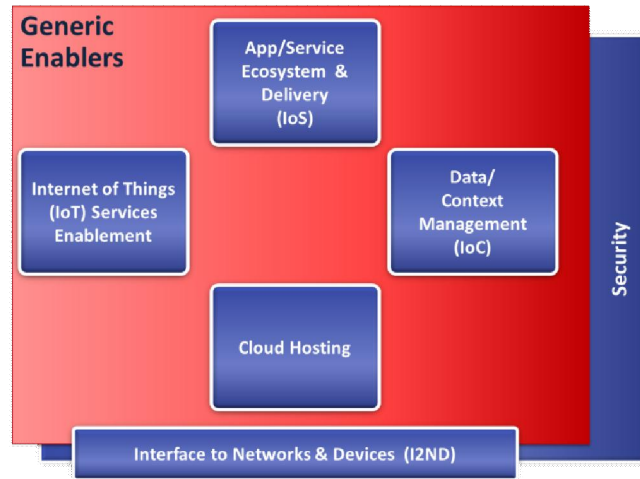 Generic
Enablers
App/Service
Ecosystem &
Delivery
(IoS)
Internet of Things
(IoT) Services
Enablement
Data/
Context
Management
(IoC)
Cloud Hosting
Security
Interface to Networks & Devices (I2ND)